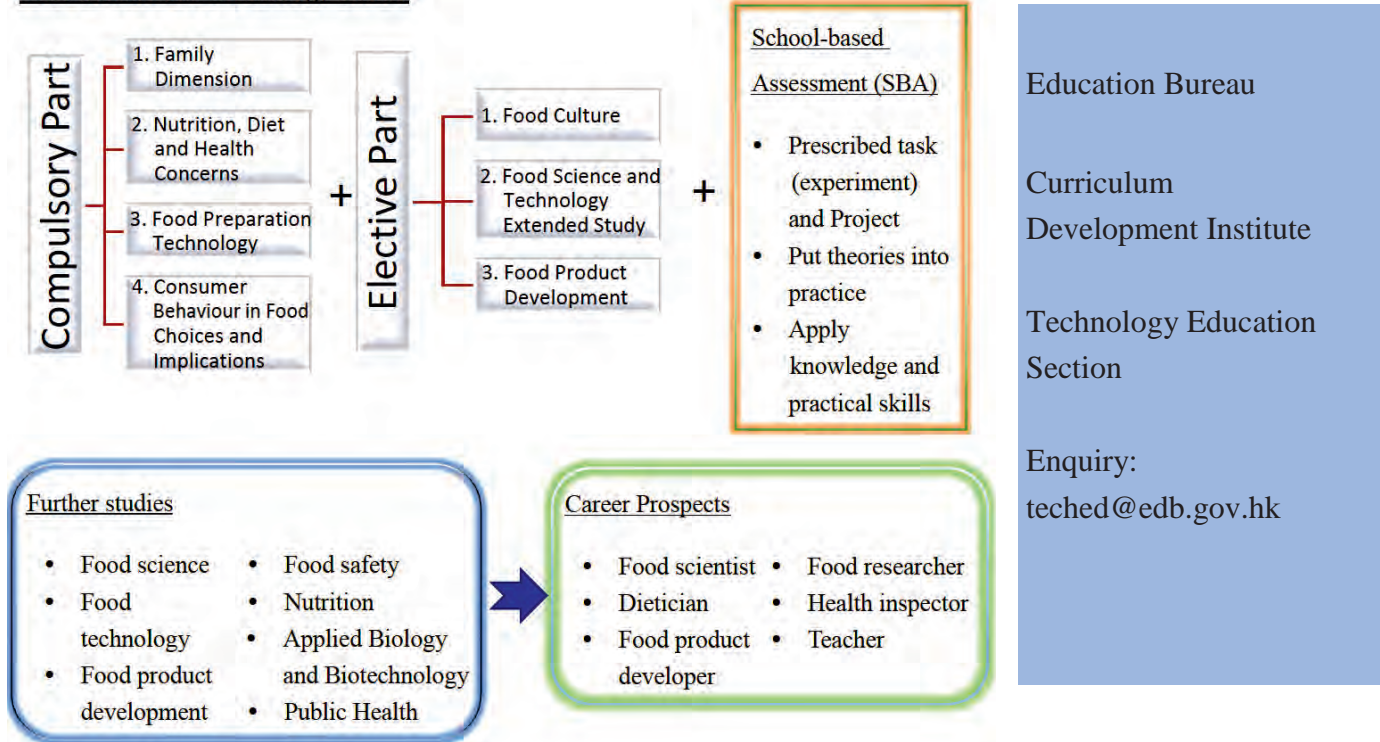 Compulsory Part
1. Family
Dimension
2. Nutrition, Diet
and Health
Concerns
3. Food Preparation
Technology
4. Consumer
Behaviour in Food
Choices and
Implications
+
Elective Part
1. Food Culture
2. Food Science and
Technology
Extended Study
3. Food Product
Development
+
School-based
Assessment (SBA)
• Prescribed task
(experiment)
and Project
• Put theories into
practice
• Apply
knowledge and
practical skills
Further studies
• Food science
• Food
technology
• Food product
development
• Food safety
• Nutrition
• Applied Biology
and Biotechnology
• Public Health
Career Prospects
• Food scientist
• Dietician
• Food product
developer
• Food researcher
• Health inspector
• Teacher
Education Bureau
Curriculum
Development Institute
Technology Education
Section
Enquiry:
teched@edb.gov.hk